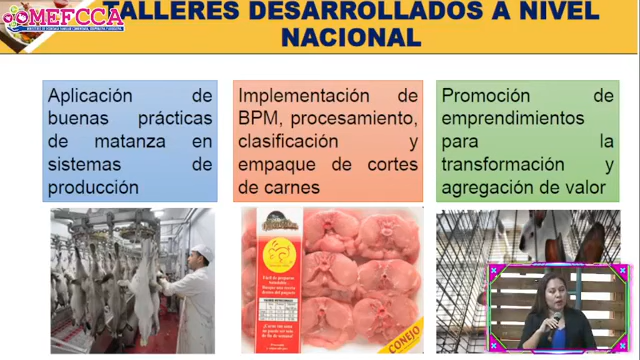 MEFCCA
TALLERES DESARROLLADOS A NIVEL
NACIONAL
Aplicación de
buenas prácticas
de matanza en
sistemas de
producción
Implementación de
BPM, procesamiento,
clasificación y
empaque de cortes
de carnes
Promoción de
emprendimientos
para la
transformación y
agregación de valor
CONEJO